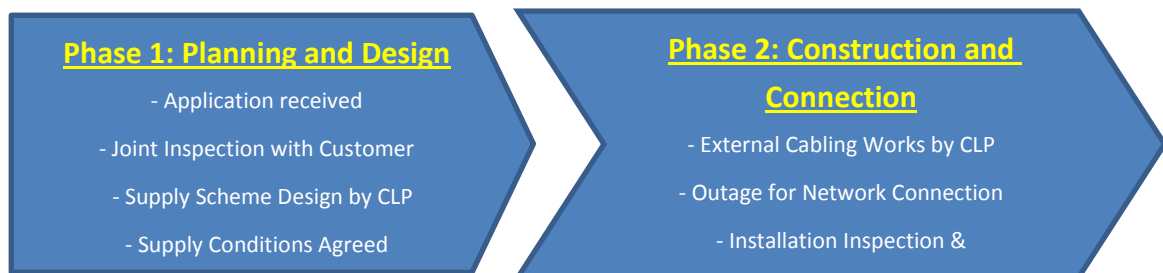 Phase 1: Planning and Design
- Application received
- Joint Inspection with Customer
- Supply Scheme Design by CLP
- Supply Conditions Agreed
Phase 2: Construction and
Connection
- External Cabling Works by CLP
- Outage for Network Connection
- Installation Inspection &